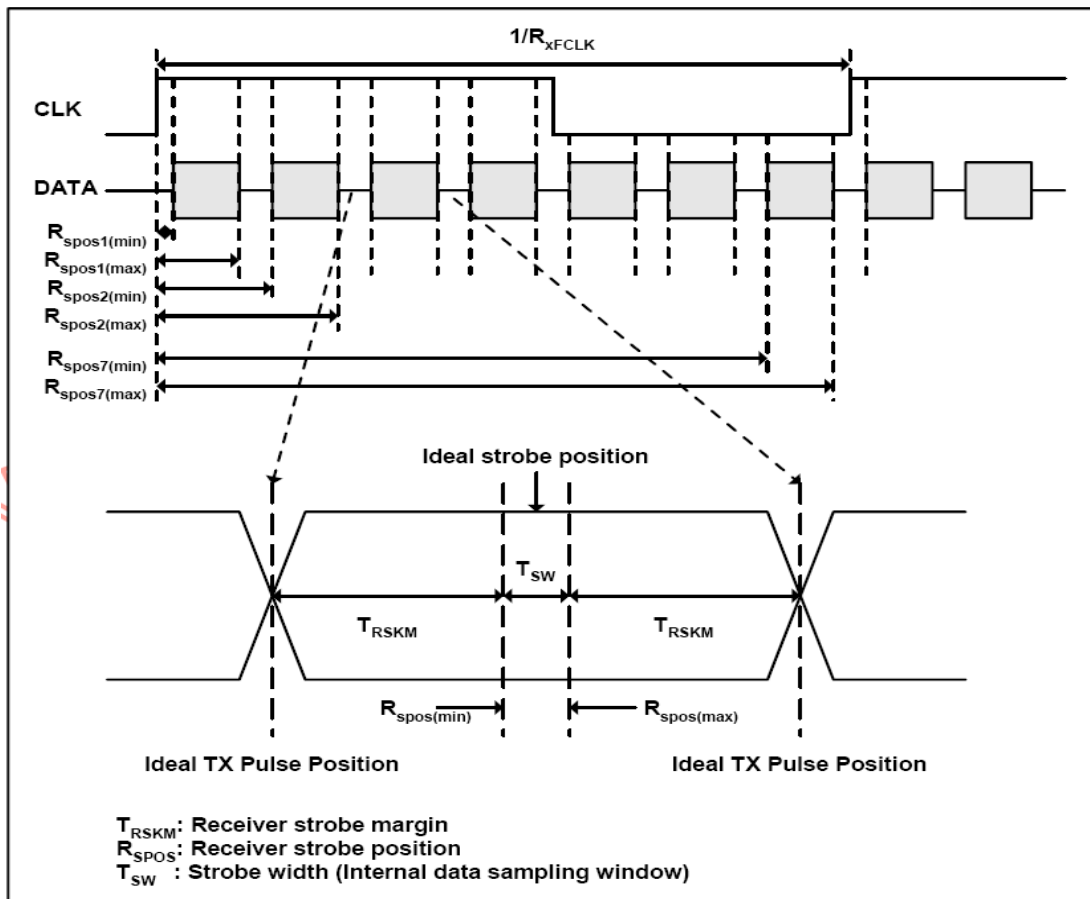 1/RxFCLK
CLK
DATA
Rspos1(min)
Rspos1(max)
Rspos2(min)
Rspos2(max)
Rspos7(min)
Rspos7(max)
Ideal strobe position
TSW
TRSKM TRSKM
Rspos(min) Rspos(max)
Ideal TX Pulse Position Ideal TX Pulse Position
TRSKM: Receiver strobe margin
RSPOS: Receiver strobe position
TSW : Strobe width (Internal data sampling window)